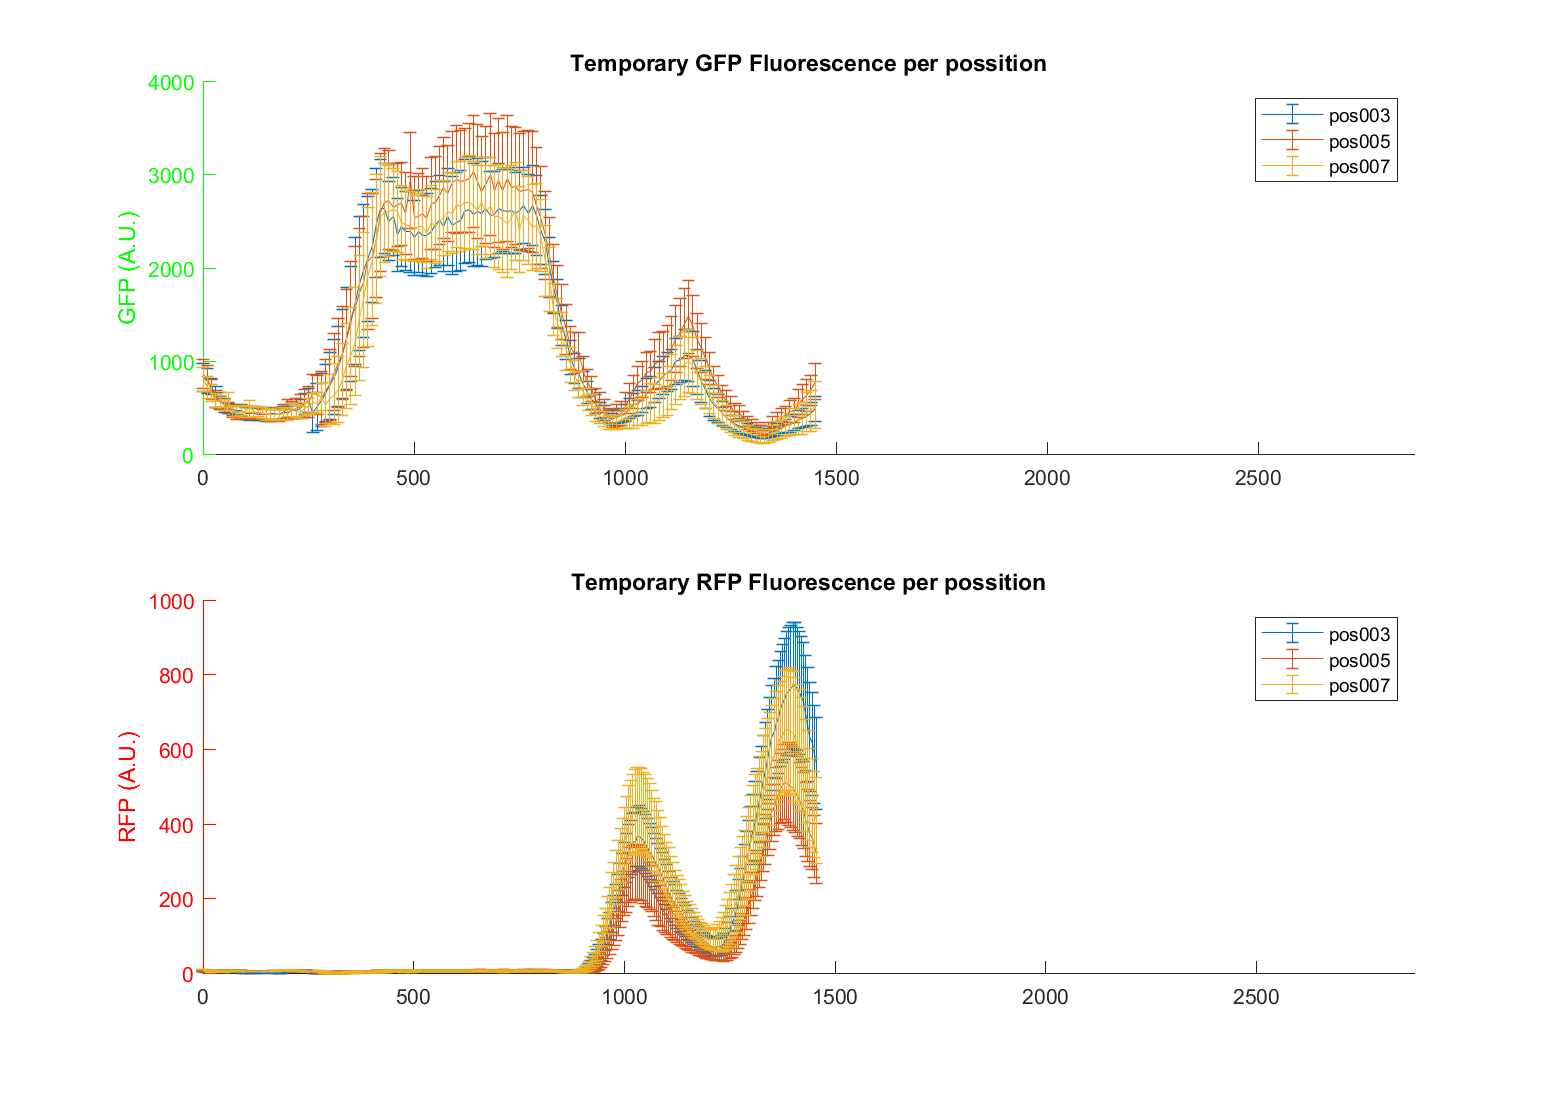 Temporary GFP Fluorescence per possition
4000
3000
2000
1000
0
GFP (A.U.)
0 500 1000 1500 2000 2500
pos003
pos005
pos007
Temporary RFP Fluorescence per possition
1000
800
600
400
200
0
RFP (A.U.)
0 500 1000 1500 2000 2500
pos003
pos005
pos007